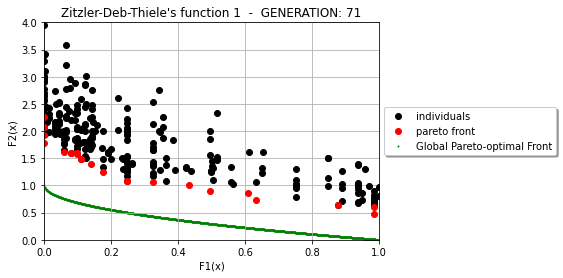 Zitzler-Deb-Thiele's function 1 - GENERATION: 71
4.0
3.5
3.0
2.5
2.0
1.5
1.0
0.5
0.0
F2(x)
0.0 0.2 0.4 0.6 0.8 1.0
F1(x)
individuals
pareto front
Global Pareto-optimal Front